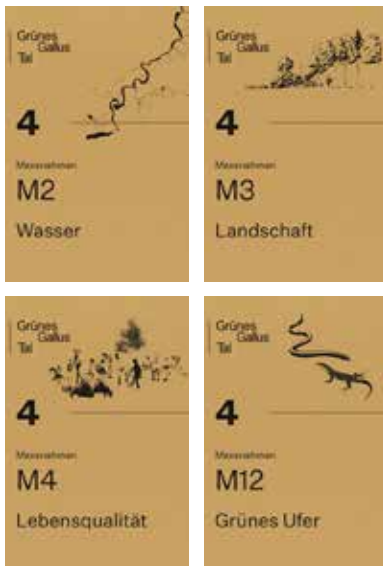 Grünes
Gallus
Tal
4
Massnahmen
M2
Wasser
Grünes
Gallus
Tal
4
Massnahmen
M3
Landschaft
Grünes
Gallus
Tal
4
Massnahmen
M4
Lebensqualität
Grünes
Gallus
Tal
4
Massnahmen
M12
Grünes Ufer